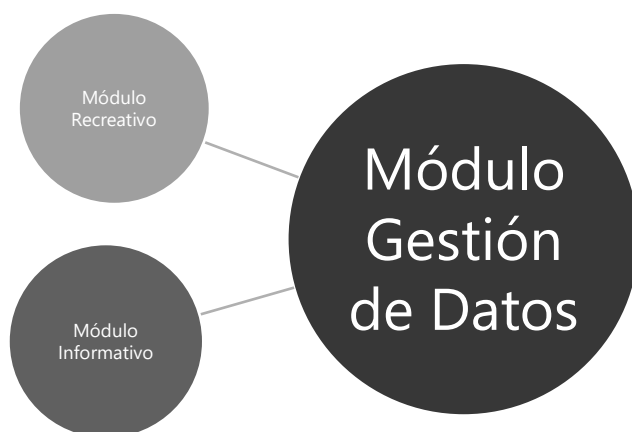 Módulo
Recreativo
Módulo
Gestión
de Datos
Módulo
Informativo